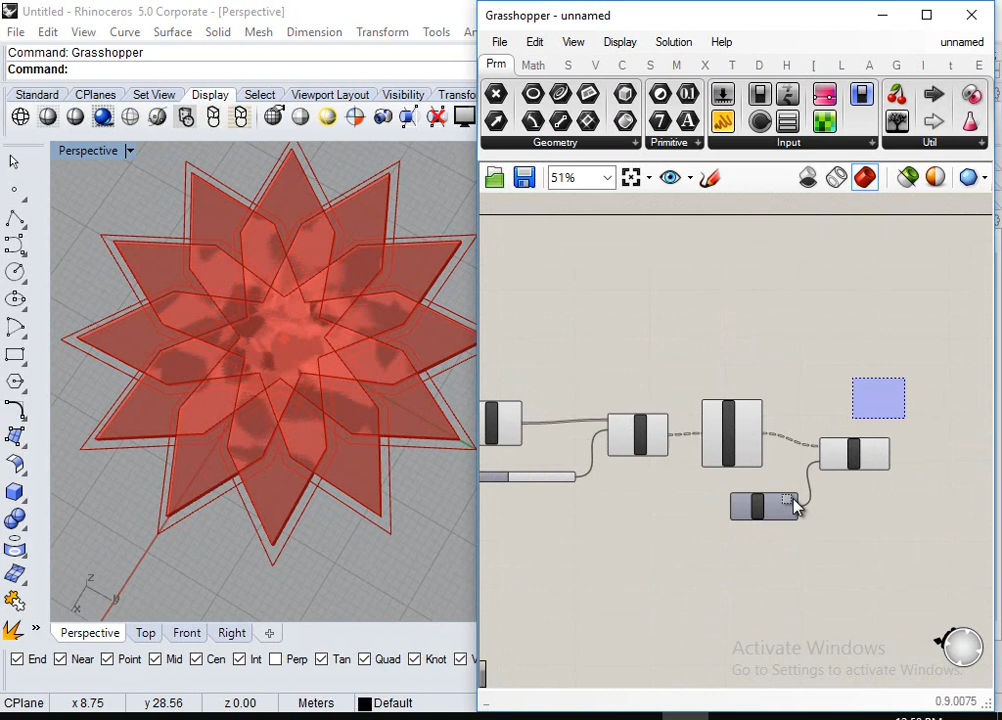 Untitled - Rhinoceros 5.0 Corporate - [Perspective]
File Edit View Curve Surface Solid Mesh Dimension Transform Tools
Command: Grasshopper
Command:
Standard CPlanes Set View Display Select Viewport Layout Visibility Transfo
Perspective
z
y
x
Perspective Top Front Right
End Near Point Mid Cen Int Perp Tan Quad Knot V
CPlane x 8.75 y 28.56 z 0.00 Meters Default
Grasshopper - unnamed
File Edit View Display Solution Help unnamed
Prm Math S V C S M X T D H [ L A G I t E
Geometry Primitive Input Util
51%
Activate Windows
Go to Settings to activate Windows.
0.9.0075